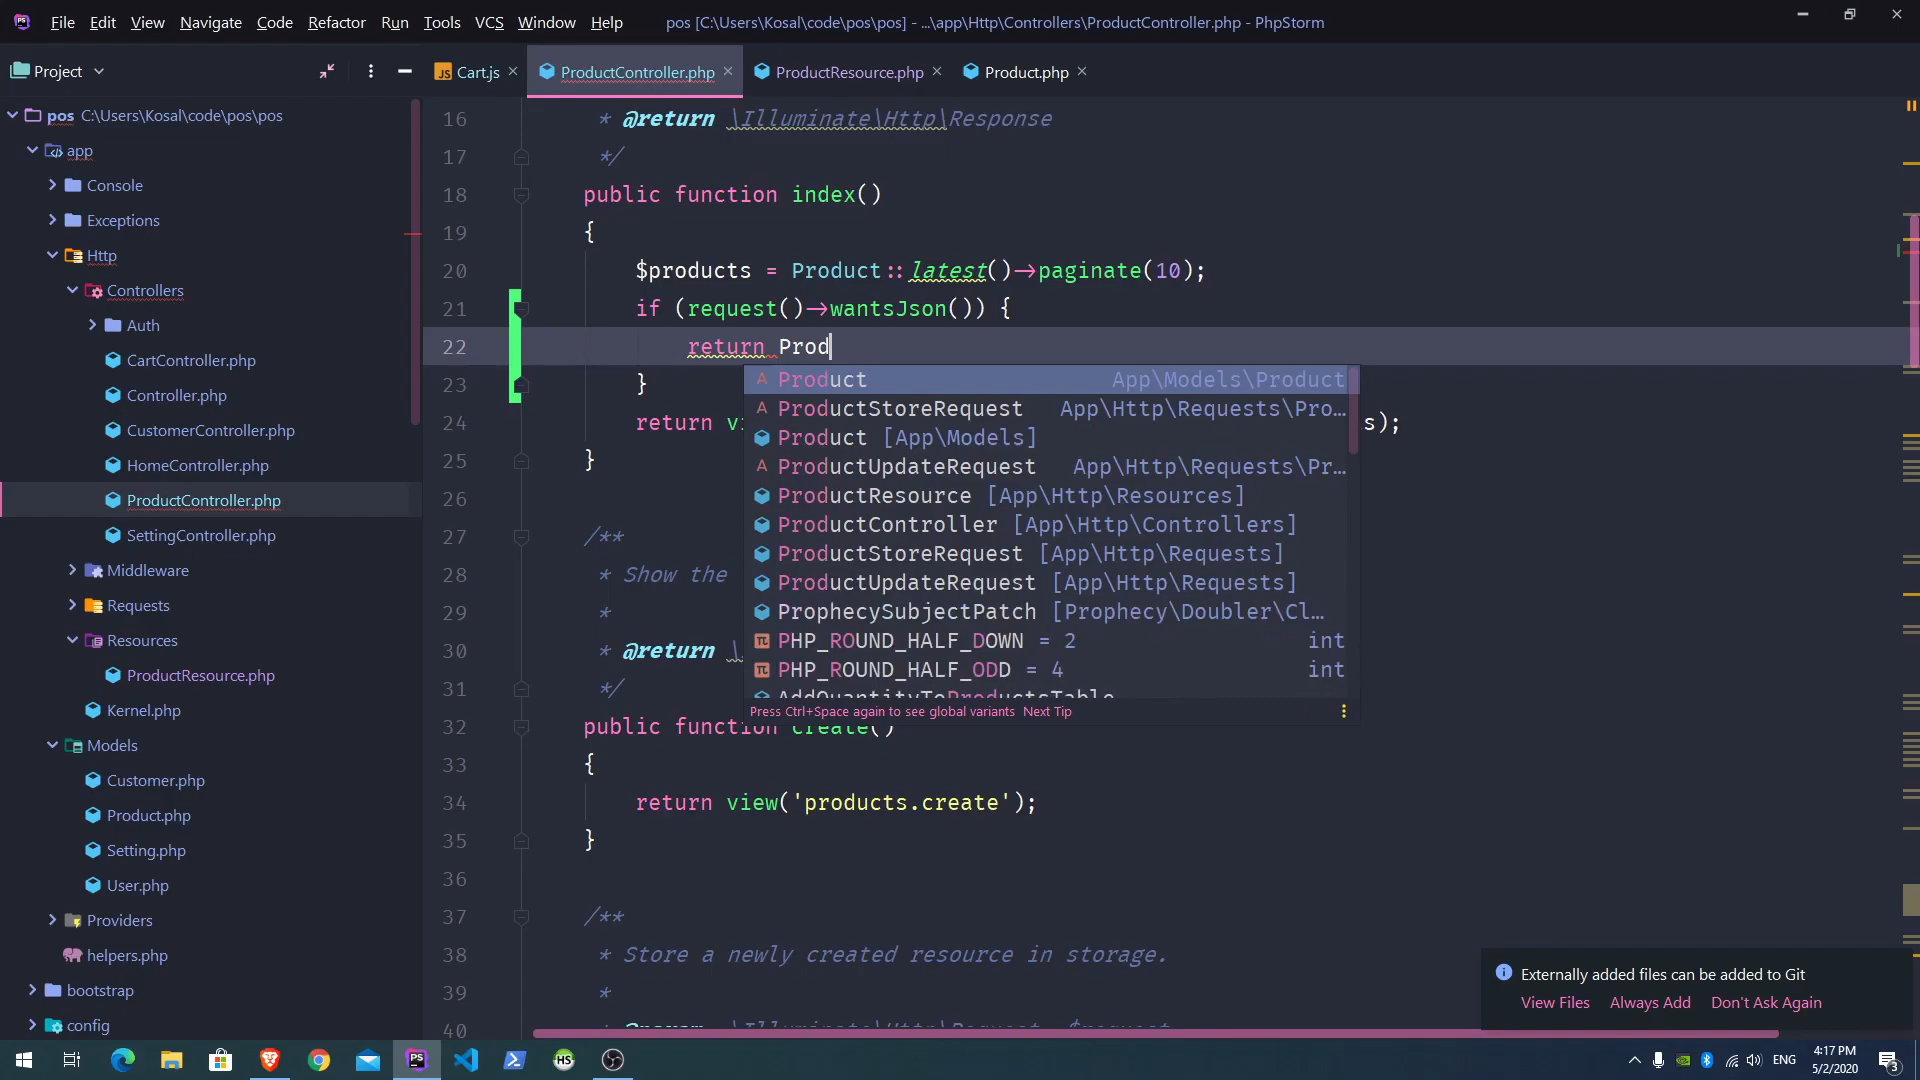 File Edit View Navigate Code Refactor Run Tools VCS Window Help pos [C:\Users\Kosal\code\pos\pos] - ...\app\Http\Controllers\ProductController.php - PhpStorm
Project
Cart.js ProductController.php ProductResource.php Product.php
pos C:\Users\Kosal\code\pos\pos
app
Console
Exceptions
Http
Controllers
Auth
CartController.php
Controller.php
CustomerController.php
HomeController.php
ProductController.php
SettingController.php
Middleware
Requests
Resources
ProductResource.php
Kernel.php
Models
Customer.php
Product.php
Setting.php
User.php
Providers
helpers.php
bootstrap
config
16 * @return \Illuminate\Http\Response
17 */
18 public function index()
19 {
20 $products = Product::latest()->paginate(10);
21 if (request()->wantsJson()) {
22 return Prod
23 }
24 return vi s);
25 }
26
27 /**
28 * Show the
29 *
30 * @return \
31 */
32 public function create()
33 {
34 return view('products.create');
35 }
36
37 /**
38 * Store a newly created resource in storage.
39 *
40 * @param \Illuminate\Http\Request $request
Product App\Models\Product
ProductStoreRequest App\Http\Requests\Pro...
Product [App\Models]
ProductUpdateRequest App\Http\Requests\Pr...
ProductResource [App\Http\Resources]
ProductController [App\Http\Controllers]
ProductStoreRequest [App\Http\Requests]
ProductUpdateRequest [App\Http\Requests]
ProphecySubjectPatch [Prophecy\Doubler\Cl...
PHP_ROUND_HALF_DOWN = 2 int
PHP_ROUND_HALF_ODD = 4 int
AddQuantityToProductsTable
Press Ctrl+Space again to see global variants Next Tip
Externally added files can be added to Git
View Files Always Add Don't Ask Again
PS HS ENG 4:17 PM
5/2/2020 3